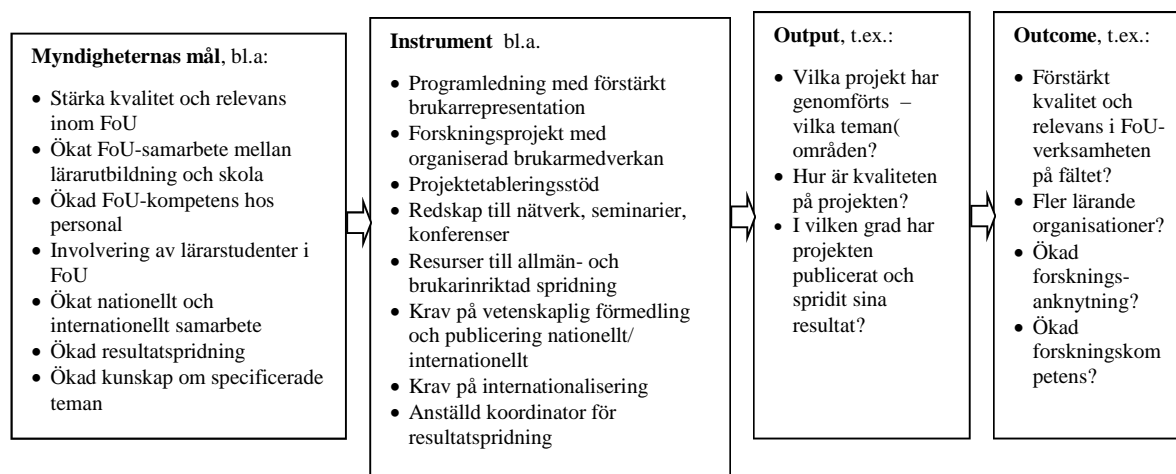 Myndigheternas mål, bl.a:
• Stärka kvalitet och relevans
inom FoU
• Ökat FoU-samarbete mellan
lärarutbildning och skola
• Ökad FoU-kompetens hos
personal
• Involvering av lärarstudenter i
FoU
• Ökat nationellt och
internationellt samarbete
• Ökad resultatspridning
• Ökad kunskap om specificerade
teman
Instrument bl.a.
• Programledning med förstärkt
brukarrepresentation
• Forskningsprojekt med
organiserad brukarmedverkan
• Projektetableringsstöd
• Redskap till nätverk, seminarier,
konferenser
• Resurser till allmän- och
brukarinriktad spridning
• Krav på vetenskaplig förmedling
och publicering nationellt/
internationellt
• Krav på internationalisering
• Anställd koordinator för
resultatspridning
Output, t.ex.:
• Vilka projekt har
genomförts –
vilka teman(
områden?
• Hur är kvaliteten
på projekten?
• I vilken grad har
projekten
publicerat och
spridit sina
resultat?
Outcome, t.ex.:
• Förstärkt
kvalitet och
relevans i FoU-
verksamheten
på fältet?
• Fler lärande
organisationer?
• Ökad
forsknings-
anknytning?
• Ökad
forskningskom
petens?